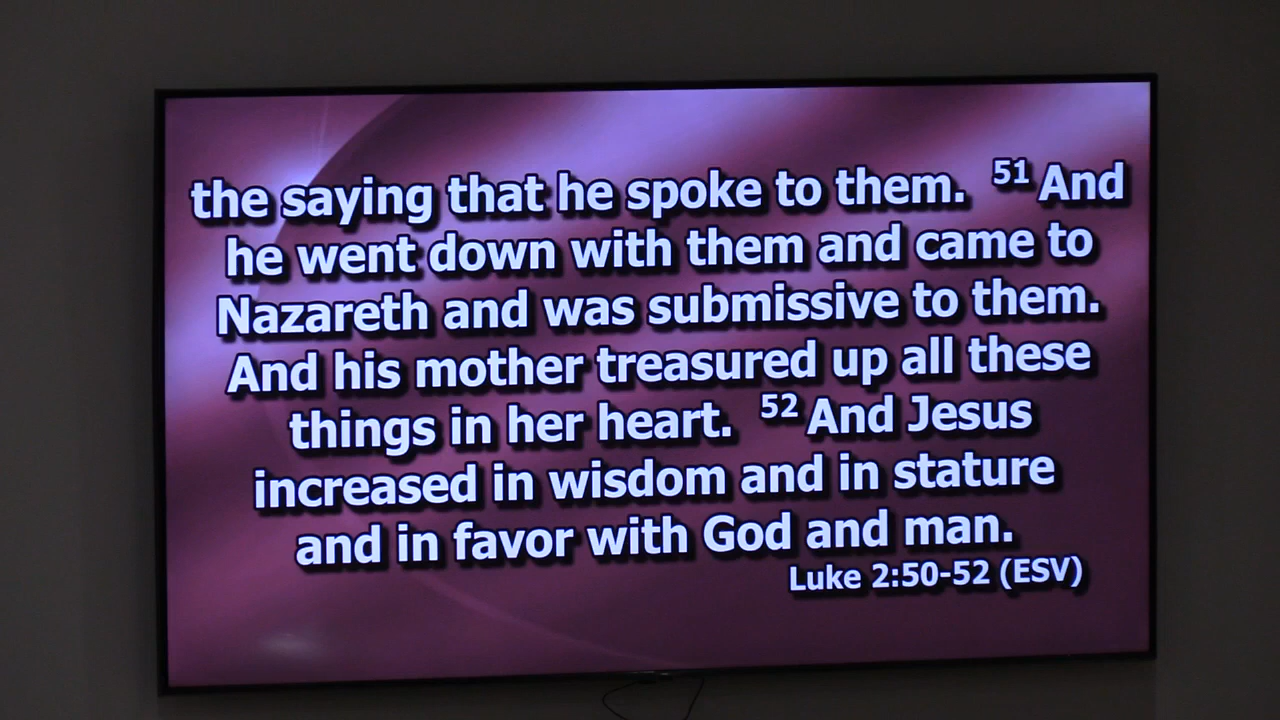 the saying that he spoke to them. 51 And
he went down with them and came to
Nazareth and was submissive to them.
And his mother treasured up all these
things in her heart. 52 And Jesus
increased in wisdom and in stature
and in favor with God and man.
Luke 2:50-52 (ESV)